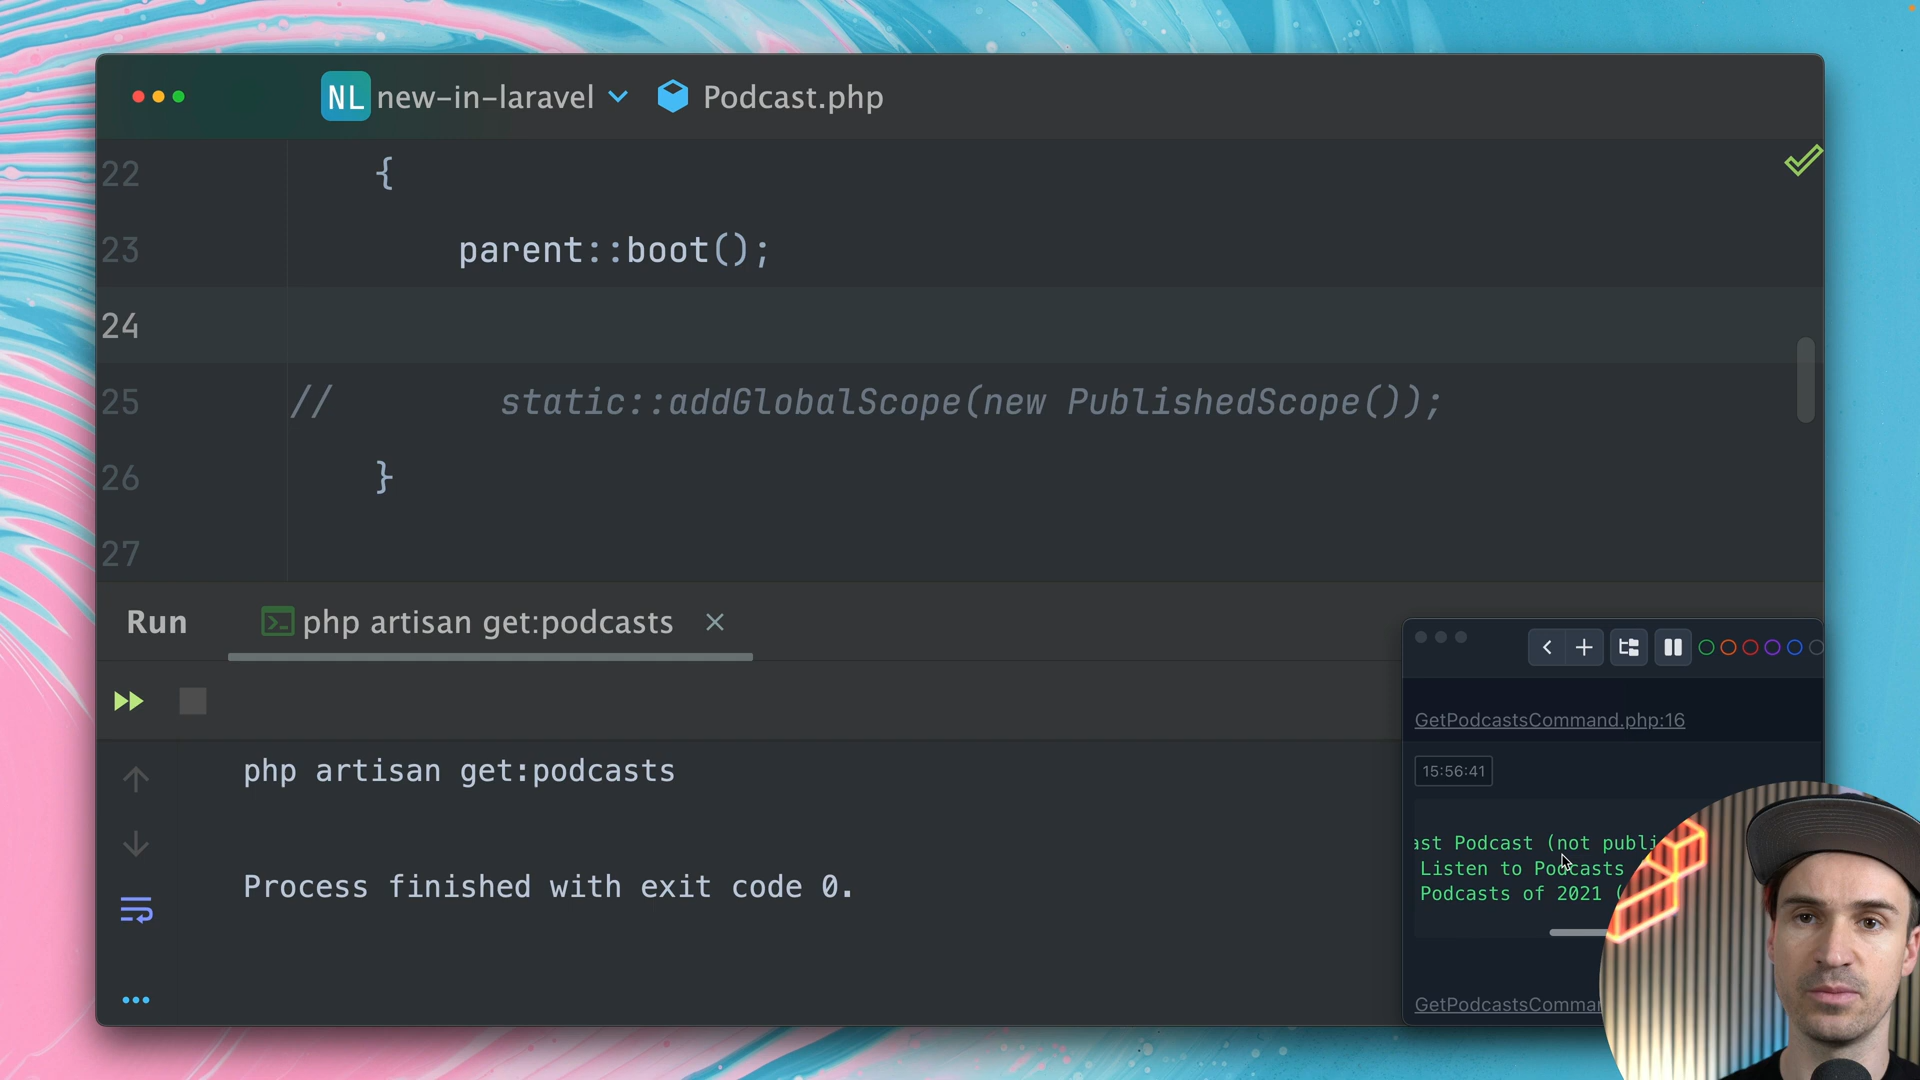 NL new-in-laravel Podcast.php
22 {
23 parent::boot();
24
25 // static::addGlobalScope(new PublishedScope());
26 }
27
Run php artisan get:podcasts
php artisan get:podcasts
Process finished with exit code 0.
GetPodcastsCommand.php:16
15:56:41
Podcast (not
Listen to Podcasts
Podcasts of 2021 (